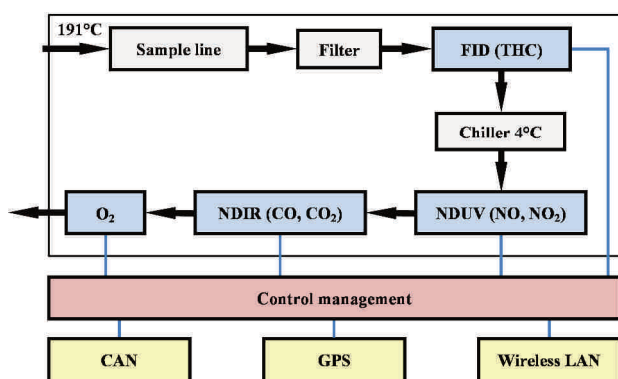 191°C
Sample line
Filter
FID (THC)
Chiller 4°C
O₂
NDIR (CO, CO₂)
NDUV (NO, NO₂)
Control management
CAN
GPS
Wireless LAN